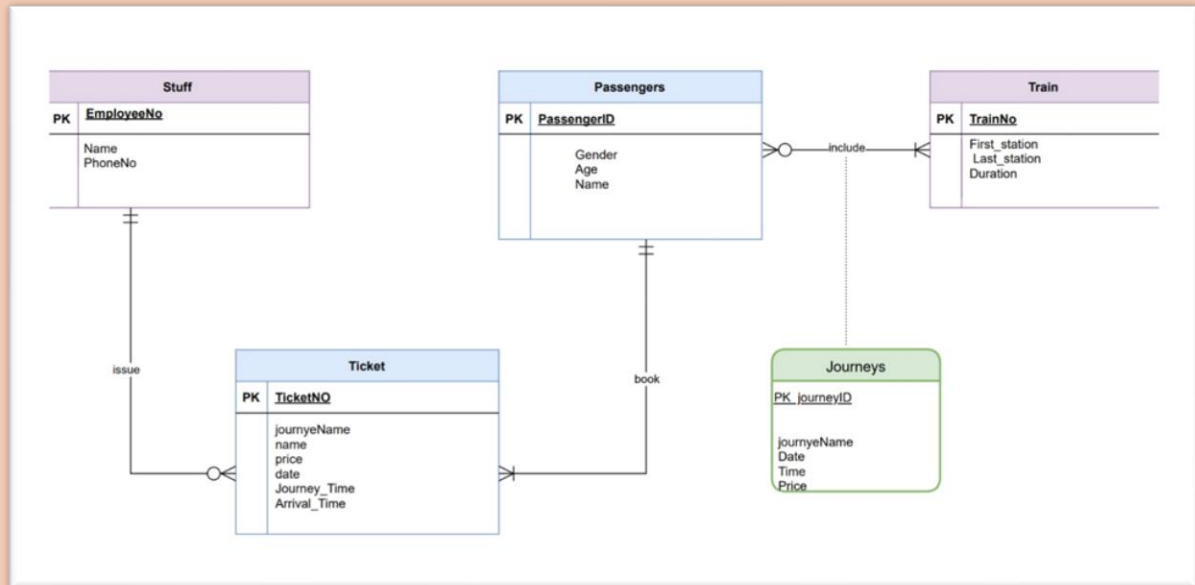 Stuff
PK EmployeeNo
Name
PhoneNo
Passengers
PK PassengerID
Gender
Age
Name
include
Train
PK TrainNo
First_station
Last_station
Duration
issue
book
Ticket
PK TicketNO
journyeName
name
price
date
Journey_Time
Arrival_Time
Journeys
PK journeyID
journyeName
Date
Time
Price